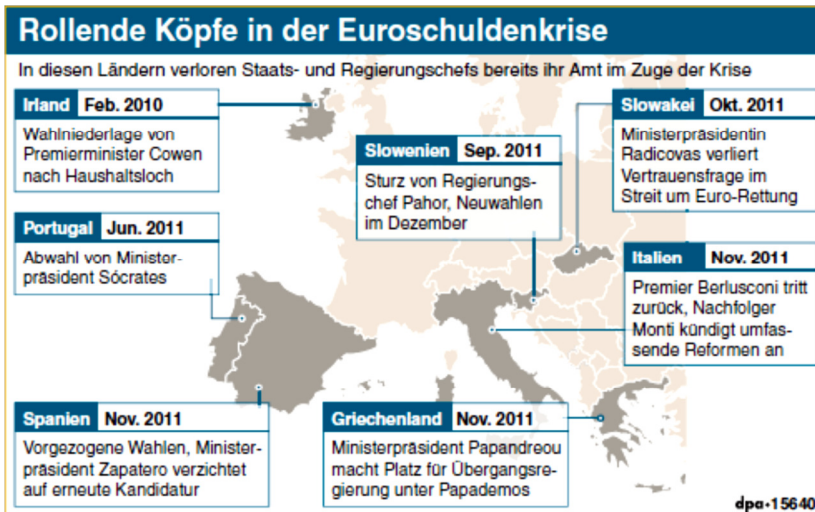 Rollende Köpfe in der Euroschuldenkrise
In diesen Ländern verloren Staats- und Regierungschefs bereits ihr Amt im Zuge der Krise
Irland Feb. 2010
Wahlniederlage von
Premierminister Cowen
nach Haushaltsloch
Slowenien Sep. 2011
Sturz von Regierungs-
chef Pahor, Neuwahlen
im Dezember
Slowakei Okt. 2011
Ministerpräsidentin
Radicovas verliert
Vertrauensfrage im
Streit um Euro-Rettung
Portugal Jun. 2011
Abwahl von Minister-
präsident Sócrates
Italien Nov. 2011
Premier Berlusconi tritt
zurück, Nachfolger
Monti kündigt umfas-
sende Reformen an
Spanien Nov. 2011
Vorgezogene Wahlen, Minister-
präsident Zapatero verzichtet
auf erneute Kandidatur
Griechenland Nov. 2011
Ministerpräsident Papandreou
macht Platz für Übergangsre-
gierung unter Papademos
dpa•15640